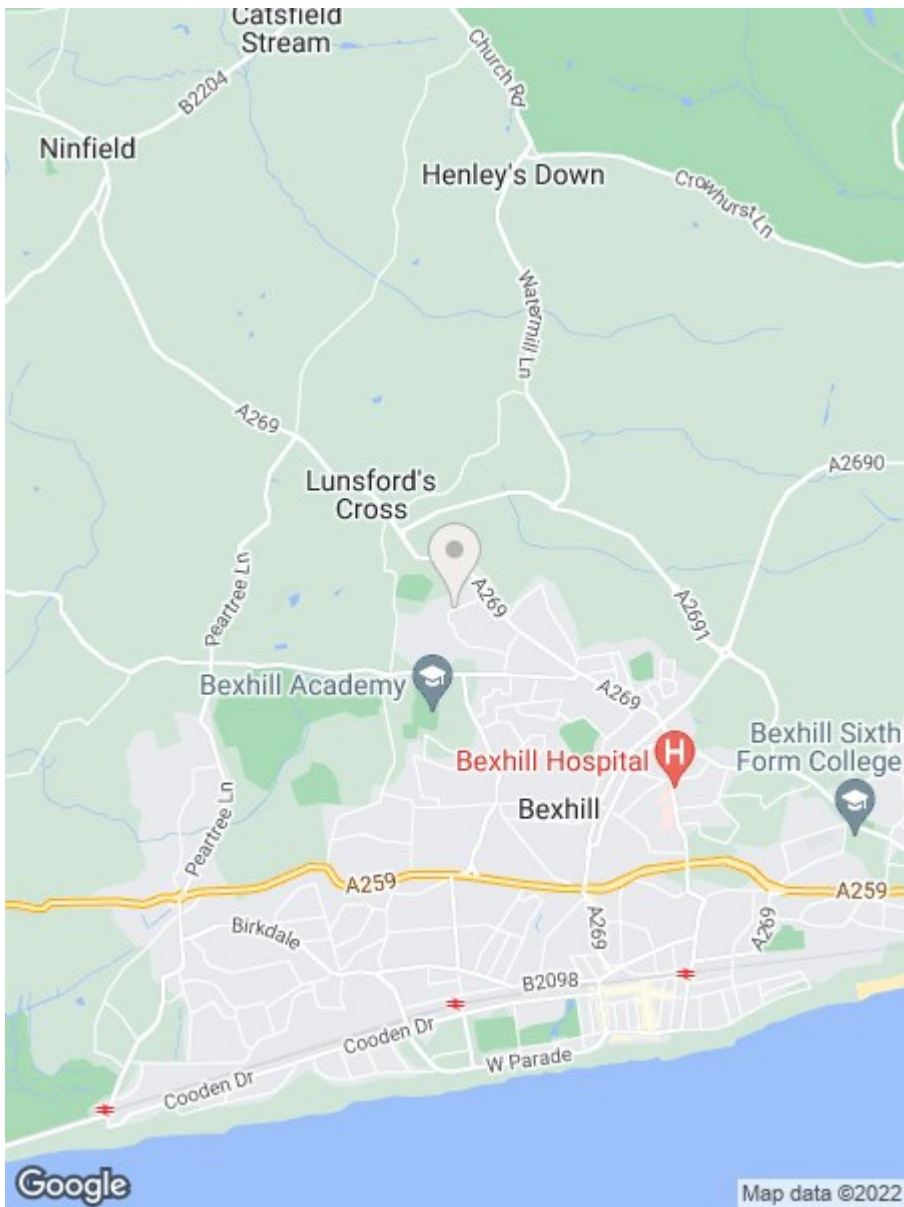 Catsfield
Stream
Church Rd
B2204
Ninfield
Henley's Down
Crowhurst Ln
Watermill Ln
A269
A2690
Lunsford's
Cross
A269
Peartree Ln
A2691
Bexhill Academy
A269
Bexhill Sixth
Form College
Bexhill Hospital
H
Bexhill
Peartree Ln
A259
A259
Birkdale
A269
A269
B2098
Cooden Dr
W Parade
Cooden Dr
Google
Map data ©2022